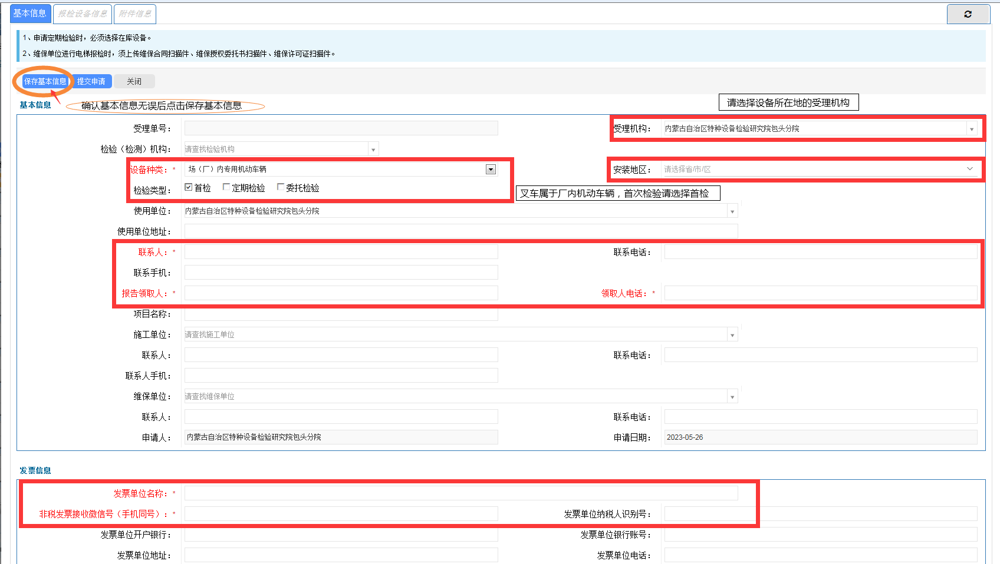 基本信息 报检设备信息 附件信息
1、申请定期检验时，必须选择在库设备。
2、维保单位进行电梯报检时，须上传维保合同扫描件、维保授权委托书扫描件、维保许可证扫描件。
保存基本信息 提交申请 关闭
基本信息 确认基本信息无误后点击保存基本信息 请选择设备所在地的受理机构
受理单号： 受理机构： 内蒙古自治区特种设备检验研究院包头分院
检验（检测）机构： 请查找检验机构
设备种类：* 场（厂）内专用机动车辆 安装地区： 请选择省/市/区
检验类型： 首检 定期检验 委托检验 叉车属于厂内机动车辆，首次检验请选择首检
使用单位： 内蒙古自治区特种设备检验研究院包头分院
使用单位地址：
联系人：* 联系电话：
联系手机：
报告领取人：* 领取人电话：*
项目名称：
施工单位： 请查找施工单位
联系人： 联系电话：
联系人手机：
维保单位： 请查找维保单位
联系人： 联系电话：
申请人： 内蒙古自治区特种设备检验研究院包头分院 申请日期： 2023-05-26
发票信息
发票单位名称：*
非税发票接收微信号（手机同号）：* 发票单位纳税人识别号：
发票单位开户银行： 发票单位银行账号：
发票单位地址： 发票单位电话：